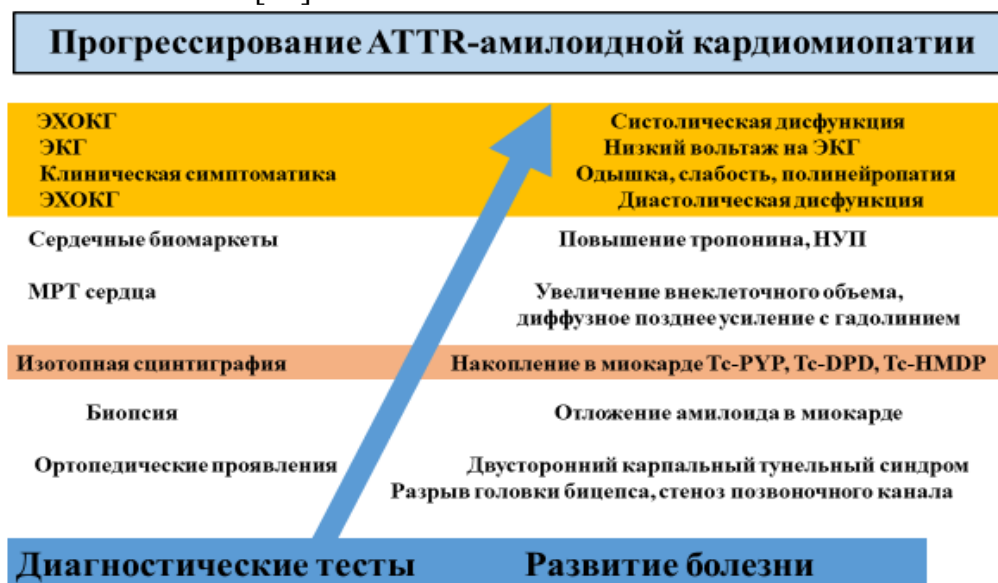 Прогрессирование ATTR-амилоидной кардиомиопатии
ЭХОКГ Систолическая дисфункция
ЭКГ Низкий вольтаж на ЭКГ
Клиническая симптоматика Одышка, слабость, полинейропатия
ЭХОКГ Диастолическая дисфункция
Сердечные биомаркеты Повышение тропонина, НУП
МРТ сердца Увеличение внеклеточного объема,
диффузное позднее усиление с гадолинием
Изотопная сцинтиграфия Накопление в миокарде Tc-PYP, Tc-DPD, Tc-HMDP
Биопсия Отложение амилоида в миокарде
Ортопедические проявления Двусторонний карпальный тунельный синдром
Разрыв головки бицепса, стеноз позвоночного канала
Диагностические тесты Развитие болезни